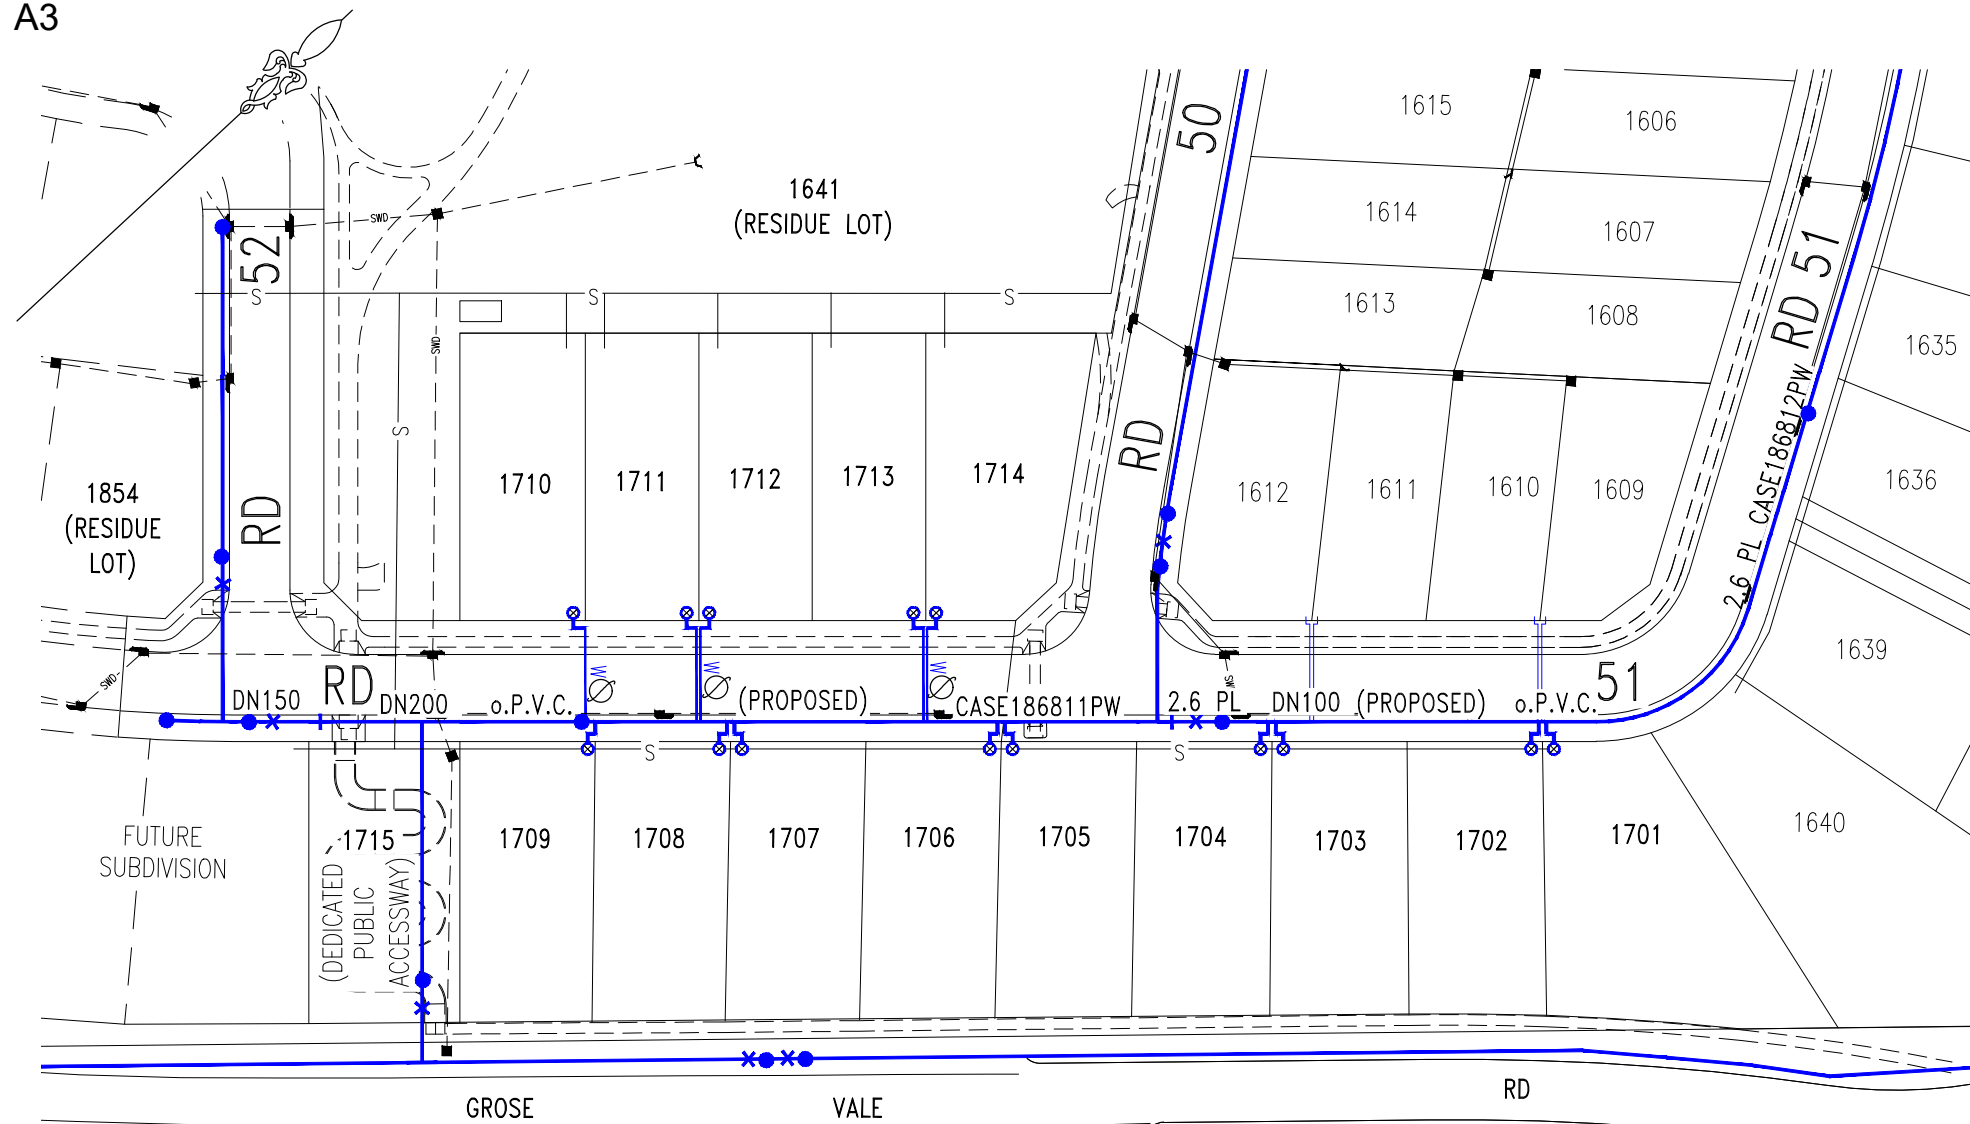 A3
1615
1606
50
1641
(RESIDUE LOT)
SWD
1614
1607
52
RD 51
S
S
S
1613
1608
1635
SWD
S
RD
2.6 PL CASE186812PW
1710
1711
1712
1713
1714
1612
1611
1610
1609
1636
1854
(RESIDUE
LOT)
RD
1639
W
W
W
SWD
SW
RD
51
DN150
DN200
o.P.V.C.
(PROPOSED)
CASE186811PW
2.6 PL
DN100 (PROPOSED)
o.P.V.C.
S
S
FUTURE
SUBDIVISION
1715
(DEDICATED
PUBLIC
ACCESSWAY)
1709
1708
1707
1706
1705
1704
1703
1702
1701
1640
GROSE
VALE
RD